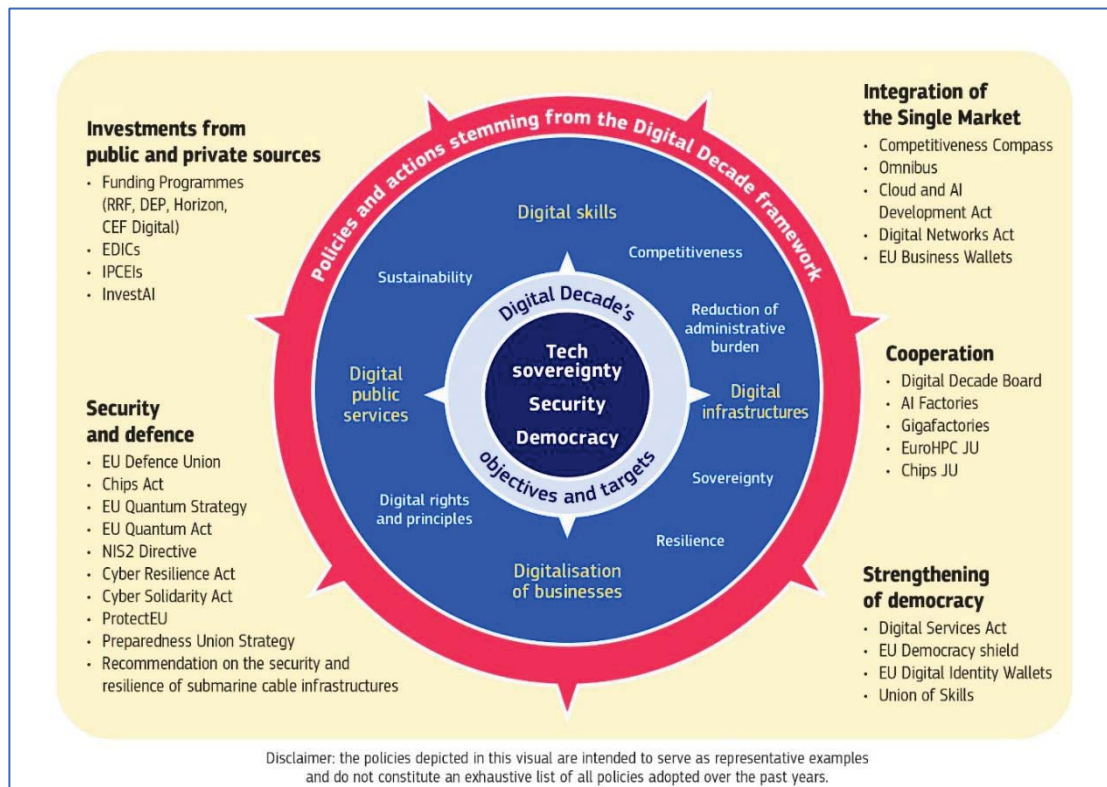 Investments from
public and private sources
• Funding Programmes
(RRF, DEP, Horizon,
CEF Digital)
• EDICs
• IPCEIs
• InvestAI
Security
and defence
• EU Defence Union
• Chips Act
• EU Quantum Strategy
• EU Quantum Act
• NIS2 Directive
• Cyber Resilience Act
• Cyber Solidarity Act
• ProtectEU
• Preparedness Union Strategy
• Recommendation on the security and
resilience of submarine cable infrastructures
Policies and actions stemming from the Digital Decade framework
Digital skills
Competitiveness
Sustainability
Reduction of
administrative
burden
Digital
public
services
Digital
infrastructures
Digital Decade's
objectives and targets
Tech
sovereignty
Security
Democracy
Sovereignty
Digital rights
and principles
Resilience
Digitalisation
of businesses
Integration of
the Single Market
• Competitiveness Compass
• Omnibus
• Cloud and AI
Development Act
• Digital Networks Act
• EU Business Wallets
Cooperation
• Digital Decade Board
• AI Factories
• Gigafactories
• EuroHPC JU
• Chips JU
Strengthening
of democracy
• Digital Services Act
• EU Democracy shield
• EU Digital Identity Wallets
• Union of Skills
Disclaimer: the policies depicted in this visual are intended to serve as representative examples
and do not constitute an exhaustive list of all policies adopted over the past years.